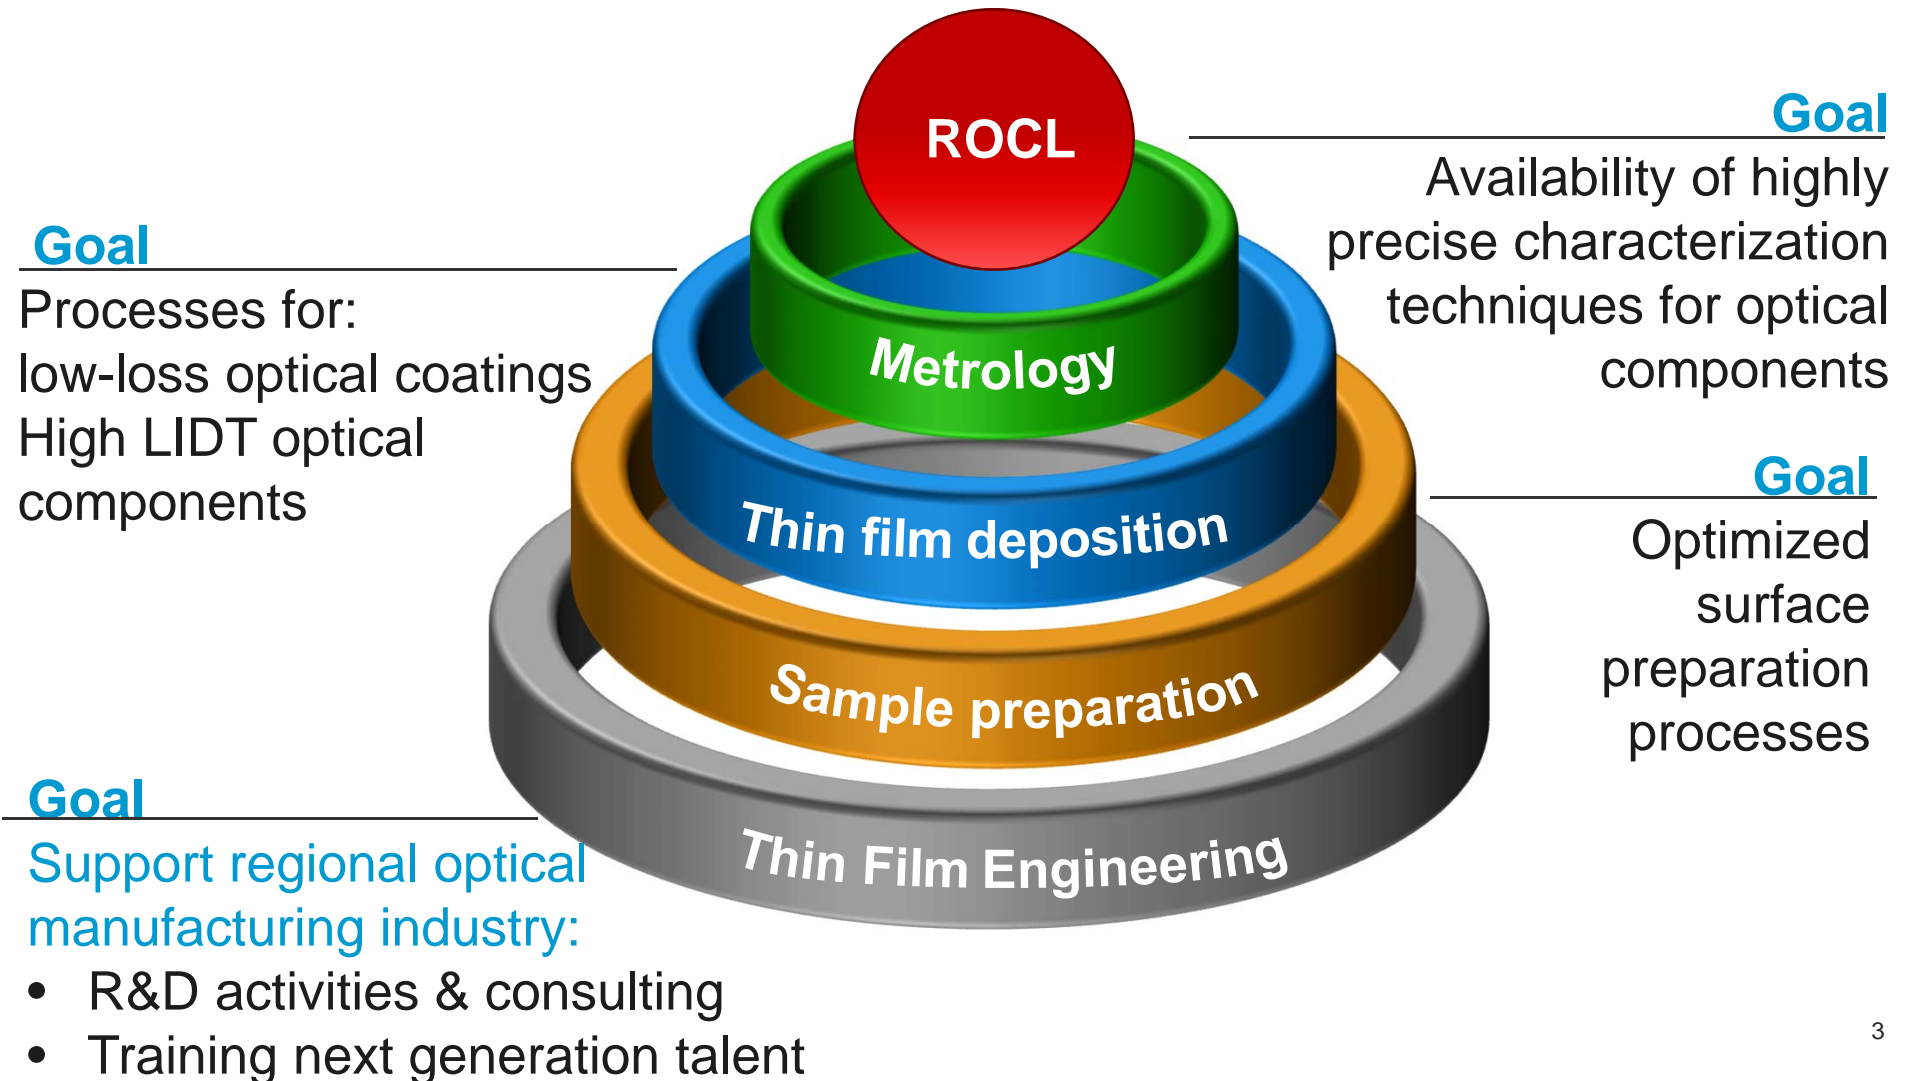 ROCL
Goal
Availability of highly
precise characterization
techniques for optical
components
Goal
Processes for:
low-loss optical coatings
High LIDT optical
components
Metrology
Goal
Optimized
surface
preparation
processes
Thin film deposition
Sample preparation
Thin Film Engineering
Goal
Support regional optical
manufacturing industry:
• R&D activities & consulting
• Training next generation talent
3